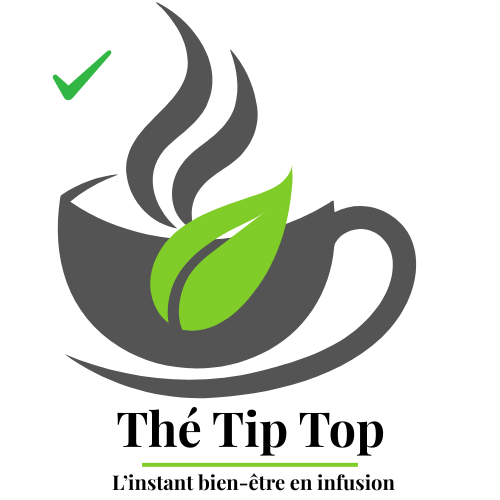 Thé Tip Top
L'instant bien-être en infusion